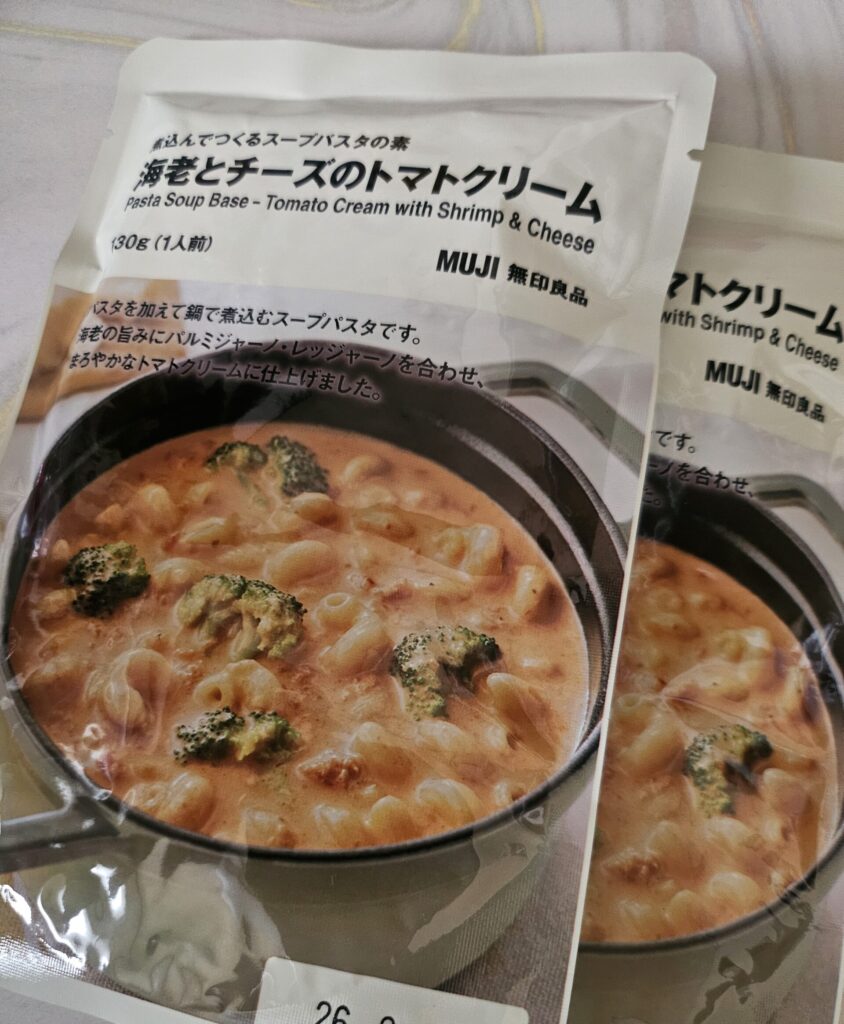 煮込んでつくるスープパスタの素
海老とチーズのトマトクリーム
Pasta Soup Base – Tomato Cream with Shrimp & Cheese
30g（1人前）
MUJI 無印良品
パスタを加えて鍋で煮込むスープパスタです。
海老の旨みにパルミジャーノ・レッジャーノを合わせ、
まろやかなトマトクリームに仕上げました。
26
マトクリーム
with Shrimp & Cheese
MUJI 無印良品
です。
ーノを合わせ、
た。